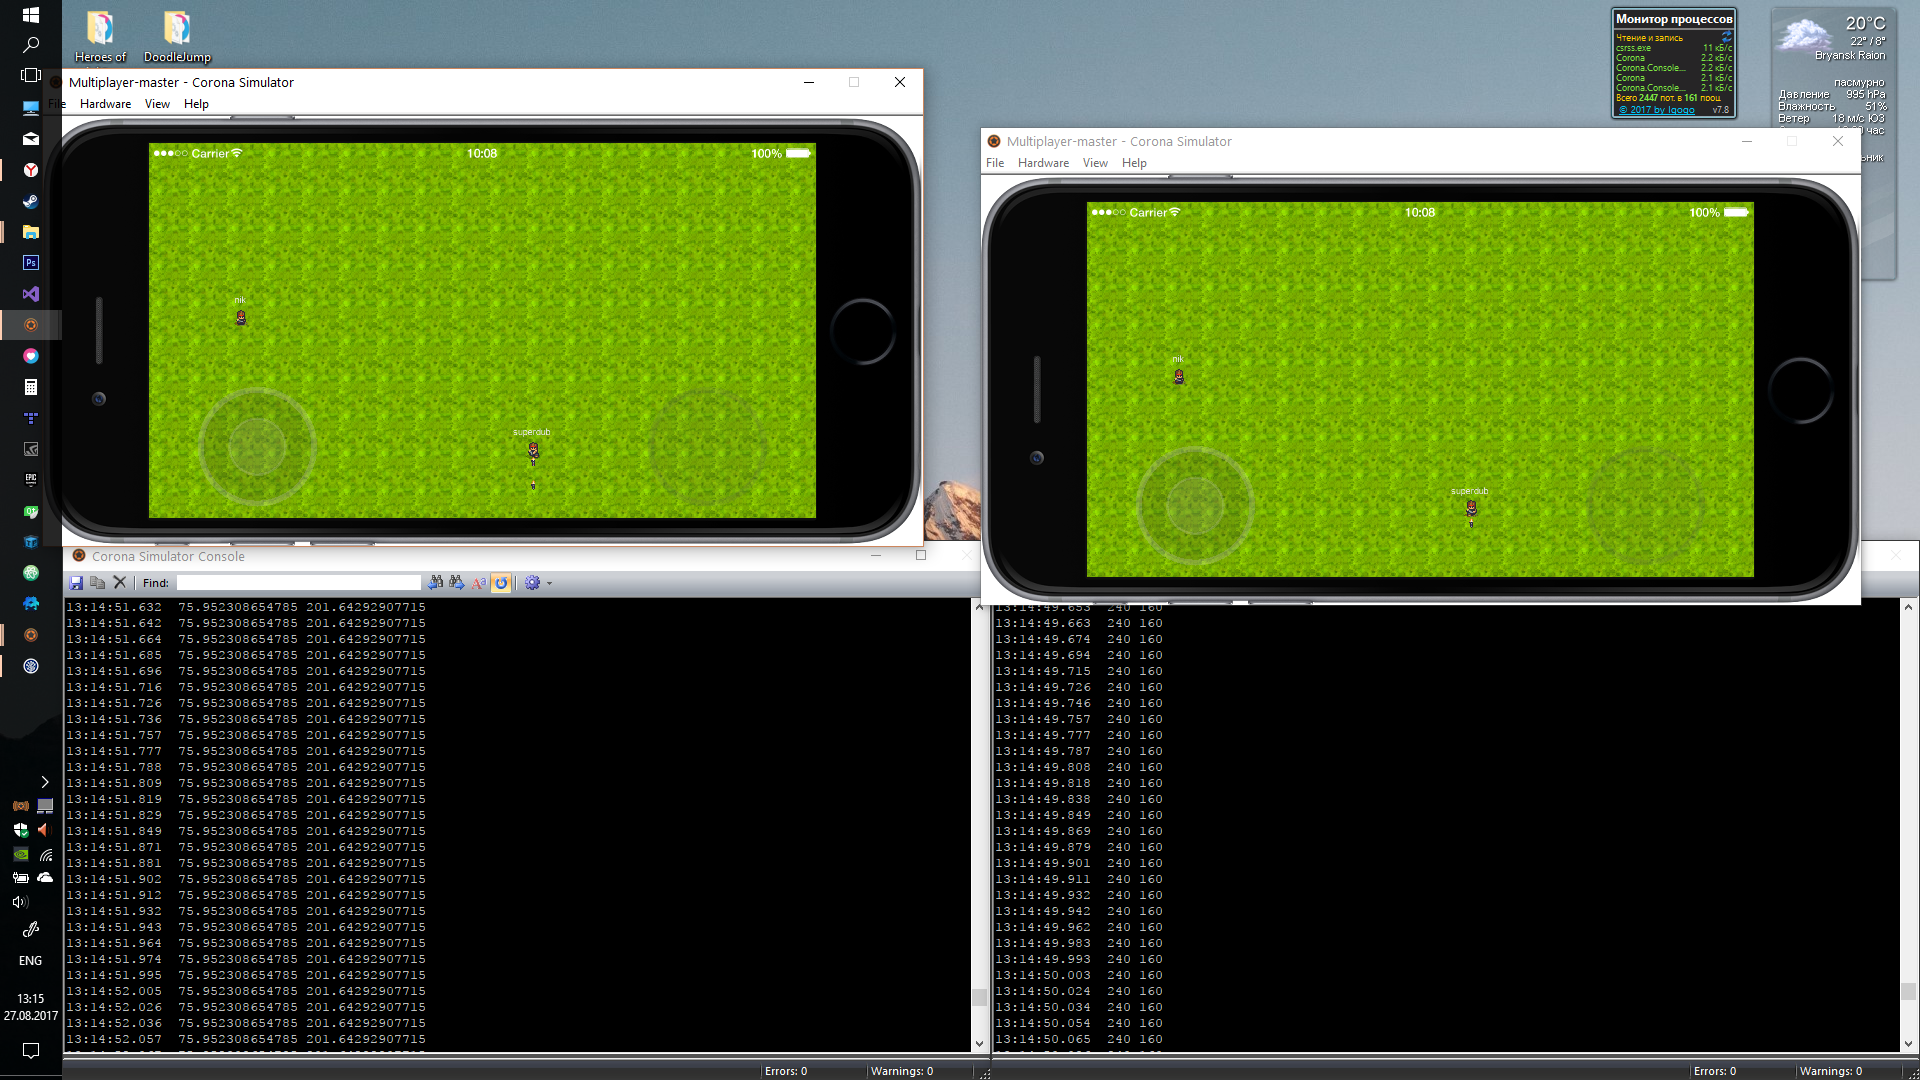 Heroes of
DoodleJump
Multiplayer-master - Corona Simulator
File Hardware View Help
Carrier 10:08 100%
nik
superdub
Corona Simulator Console
Find:
13:14:51.632 75.952308654785 201.64292907715
13:14:51.642 75.952308654785 201.64292907715
13:14:51.664 75.952308654785 201.64292907715
13:14:51.685 75.952308654785 201.64292907715
13:14:51.696 75.952308654785 201.64292907715
13:14:51.716 75.952308654785 201.64292907715
13:14:51.726 75.952308654785 201.64292907715
13:14:51.736 75.952308654785 201.64292907715
13:14:51.757 75.952308654785 201.64292907715
13:14:51.777 75.952308654785 201.64292907715
13:14:51.788 75.952308654785 201.64292907715
13:14:51.809 75.952308654785 201.64292907715
13:14:51.819 75.952308654785 201.64292907715
13:14:51.829 75.952308654785 201.64292907715
13:14:51.849 75.952308654785 201.64292907715
13:14:51.871 75.952308654785 201.64292907715
13:14:51.881 75.952308654785 201.64292907715
13:14:51.902 75.952308654785 201.64292907715
13:14:51.912 75.952308654785 201.64292907715
13:14:51.932 75.952308654785 201.64292907715
13:14:51.943 75.952308654785 201.64292907715
13:14:51.964 75.952308654785 201.64292907715
13:14:51.974 75.952308654785 201.64292907715
13:14:51.995 75.952308654785 201.64292907715
13:14:52.005 75.952308654785 201.64292907715
13:14:52.026 75.952308654785 201.64292907715
13:14:52.036 75.952308654785 201.64292907715
13:14:52.057 75.952308654785 201.64292907715
Errors: 0 Warnings: 0
Монитор процессов
Чтение и запись
csrss.exe 11 кБ/с
Corona 2.2 кБ/с
Corona.Console... 2.2 кБ/с
Corona 2.1 кБ/с
Corona.Console... 2.1 кБ/с
Всего 2447 пот. в 161 проц.
© 2017 by Igogo v7.8
20°C
22° / 8°
Bryansk Raion
пасмурно
Давление 995 hPa
Влажность 51%
Ветер 18 м/с ЮЗ
час
ьник
Multiplayer-master - Corona Simulator
File Hardware View Help
Carrier 10:08 100%
nik
superdub
13:14:49.653 240 160
13:14:49.663 240 160
13:14:49.674 240 160
13:14:49.694 240 160
13:14:49.715 240 160
13:14:49.726 240 160
13:14:49.746 240 160
13:14:49.757 240 160
13:14:49.777 240 160
13:14:49.787 240 160
13:14:49.808 240 160
13:14:49.818 240 160
13:14:49.838 240 160
13:14:49.849 240 160
13:14:49.869 240 160
13:14:49.879 240 160
13:14:49.901 240 160
13:14:49.911 240 160
13:14:49.932 240 160
13:14:49.942 240 160
13:14:49.962 240 160
13:14:49.983 240 160
13:14:49.993 240 160
13:14:50.003 240 160
13:14:50.024 240 160
13:14:50.034 240 160
13:14:50.054 240 160
13:14:50.065 240 160
Errors: 0 Warnings: 0
Ps
EPIC
ENG
13:15
27.08.2017